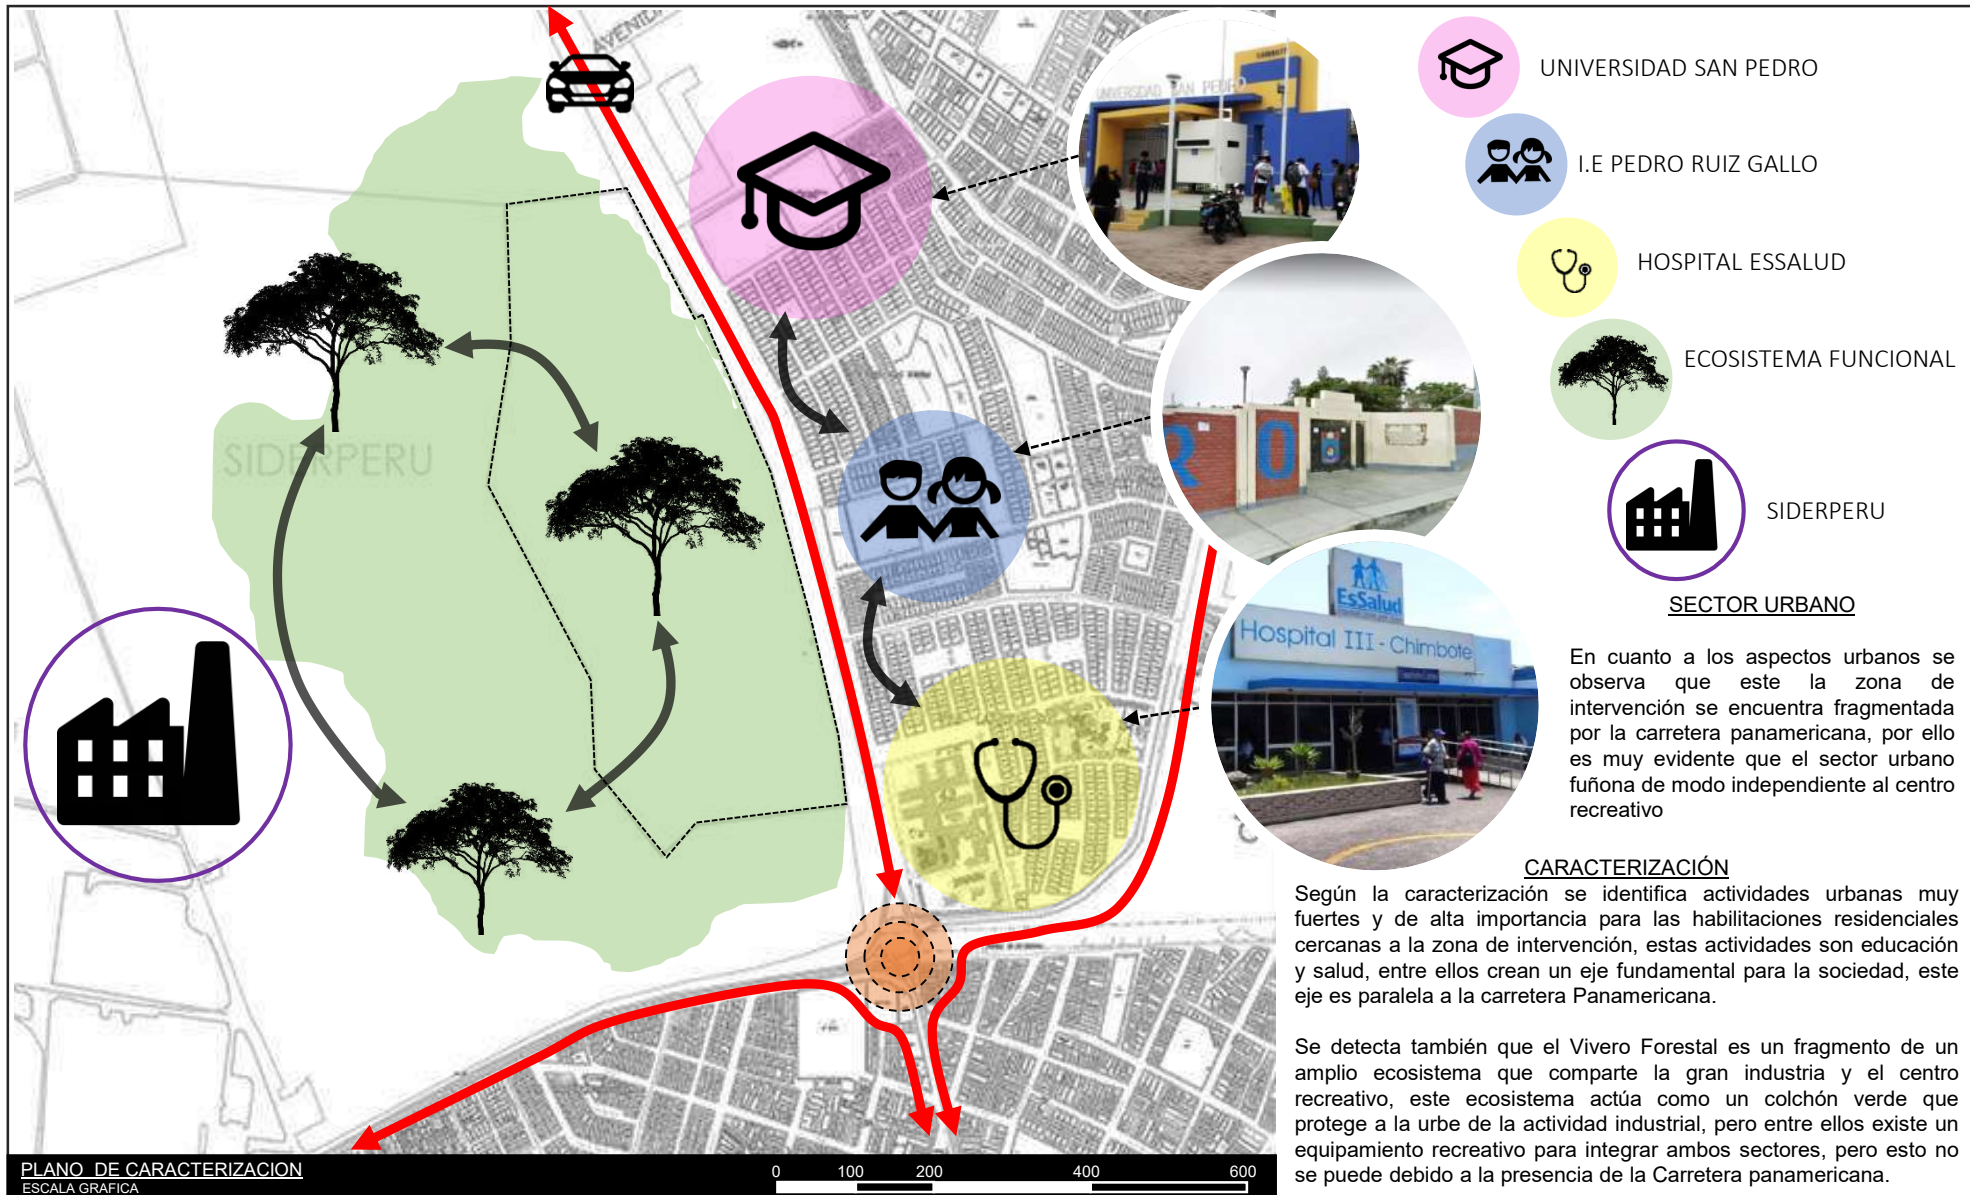 AVENID
SIDERPERU
UNIVERSIDAD SAN PEDRO
EsSalud
Hospital III - Chimbote
R O
UNIVERSIDAD SAN PEDRO
I.E PEDRO RUIZ GALLO
HOSPITAL ESSALUD
ECOSISTEMA FUNCIONAL
SIDERPERU
SECTOR URBANO
En cuanto a los aspectos urbanos se
observa que este la zona de
intervención se encuentra fragmentada
por la carretera panamericana, por ello
es muy evidente que el sector urbano
fuñona de modo independiente al centro
recreativo
CARACTERIZACIÓN
Según la caracterización se identifica actividades urbanas muy
fuertes y de alta importancia para las habilitaciones residenciales
cercanas a la zona de intervención, estas actividades son educación
y salud, entre ellos crean un eje fundamental para la sociedad, este
eje es paralela a la carretera Panamericana.
Se detecta también que el Vivero Forestal es un fragmento de un
amplio ecosistema que comparte la gran industria y el centro
recreativo, este ecosistema actúa como un colchón verde que
protege a la urbe de la actividad industrial, pero entre ellos existe un
equipamiento recreativo para integrar ambos sectores, pero esto no
se puede debido a la presencia de la Carretera panamericana.
PLANO DE CARACTERIZACION
ESCALA GRAFICA
0 100 200 400 600